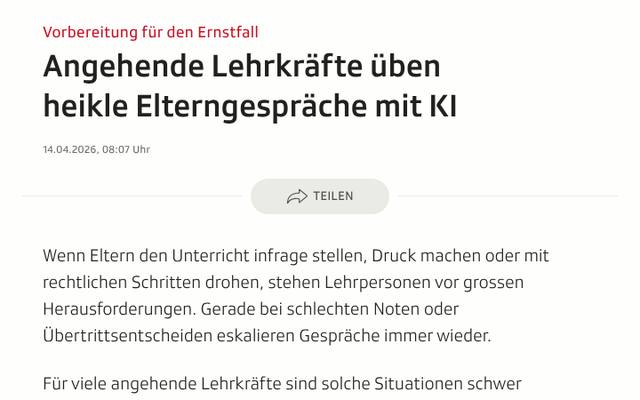 Vorbereitung für den Ernstfall
Angehende Lehrkräfte üben
heikle Elterngespräche mit KI
14.04.2026, 08:07 Uhr
TEILEN
Wenn Eltern den Unterricht infrage stellen, Druck machen oder mit
rechtlichen Schritten drohen, stehen Lehrpersonen vor grossen
Herausforderungen. Gerade bei schlechten Noten oder
Übertrittsentscheiden eskalieren Gespräche immer wieder.
Für viele angehende Lehrkräfte sind solche Situationen schwer